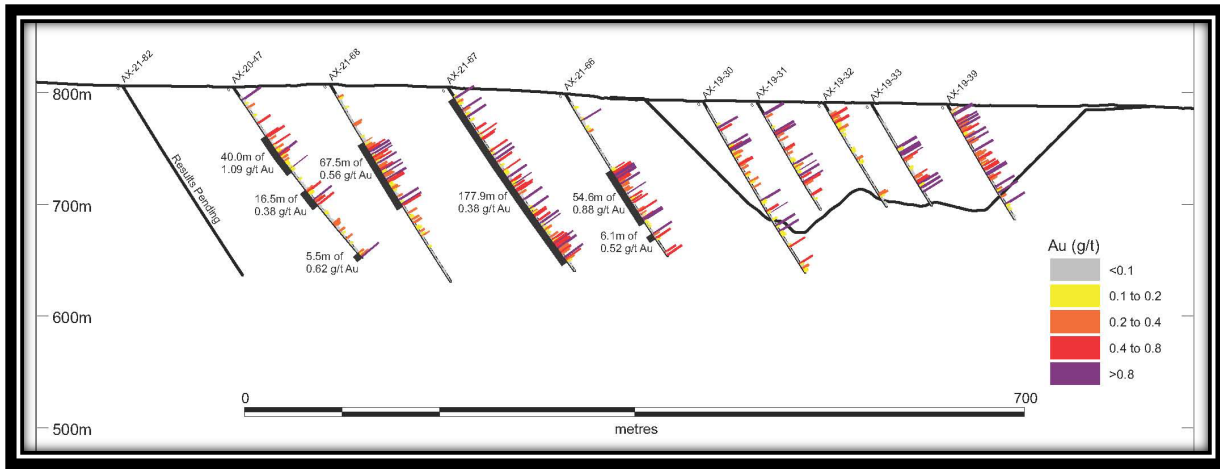 AX-21-82
AX-20-47
AX-21-68
AX-21-67
AX-21-66
AX-19-30
AX-19-31
AX-19-32
AX-19-33
AX-19-39
800m
700m
600m
500m
Results Pending
40.0m of
1.09 g/t Au
16.5m of
0.38 g/t Au
5.5m of
0.62 g/t Au
67.5m of
0.56 g/t Au
177.9m of
0.38 g/t Au
54.6m of
0.88 g/t Au
6.1m of
0.52 g/t Au
Au (g/t)
<0.1
0.1 to 0.2
0.2 to 0.4
0.4 to 0.8
>0.8
0
700
metres